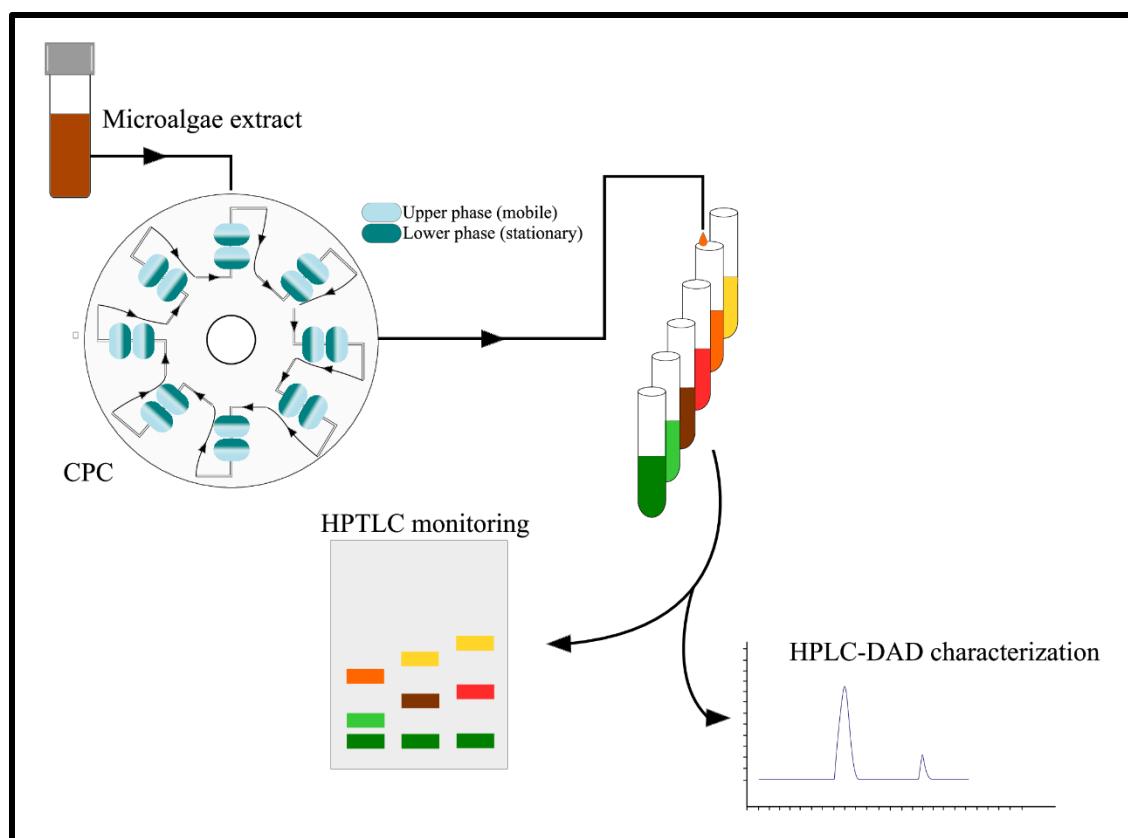 Microalgae extract
Upper phase (mobile)
Lower phase (stationary)
CPC
HPTLC monitoring
HPLC-DAD characterization